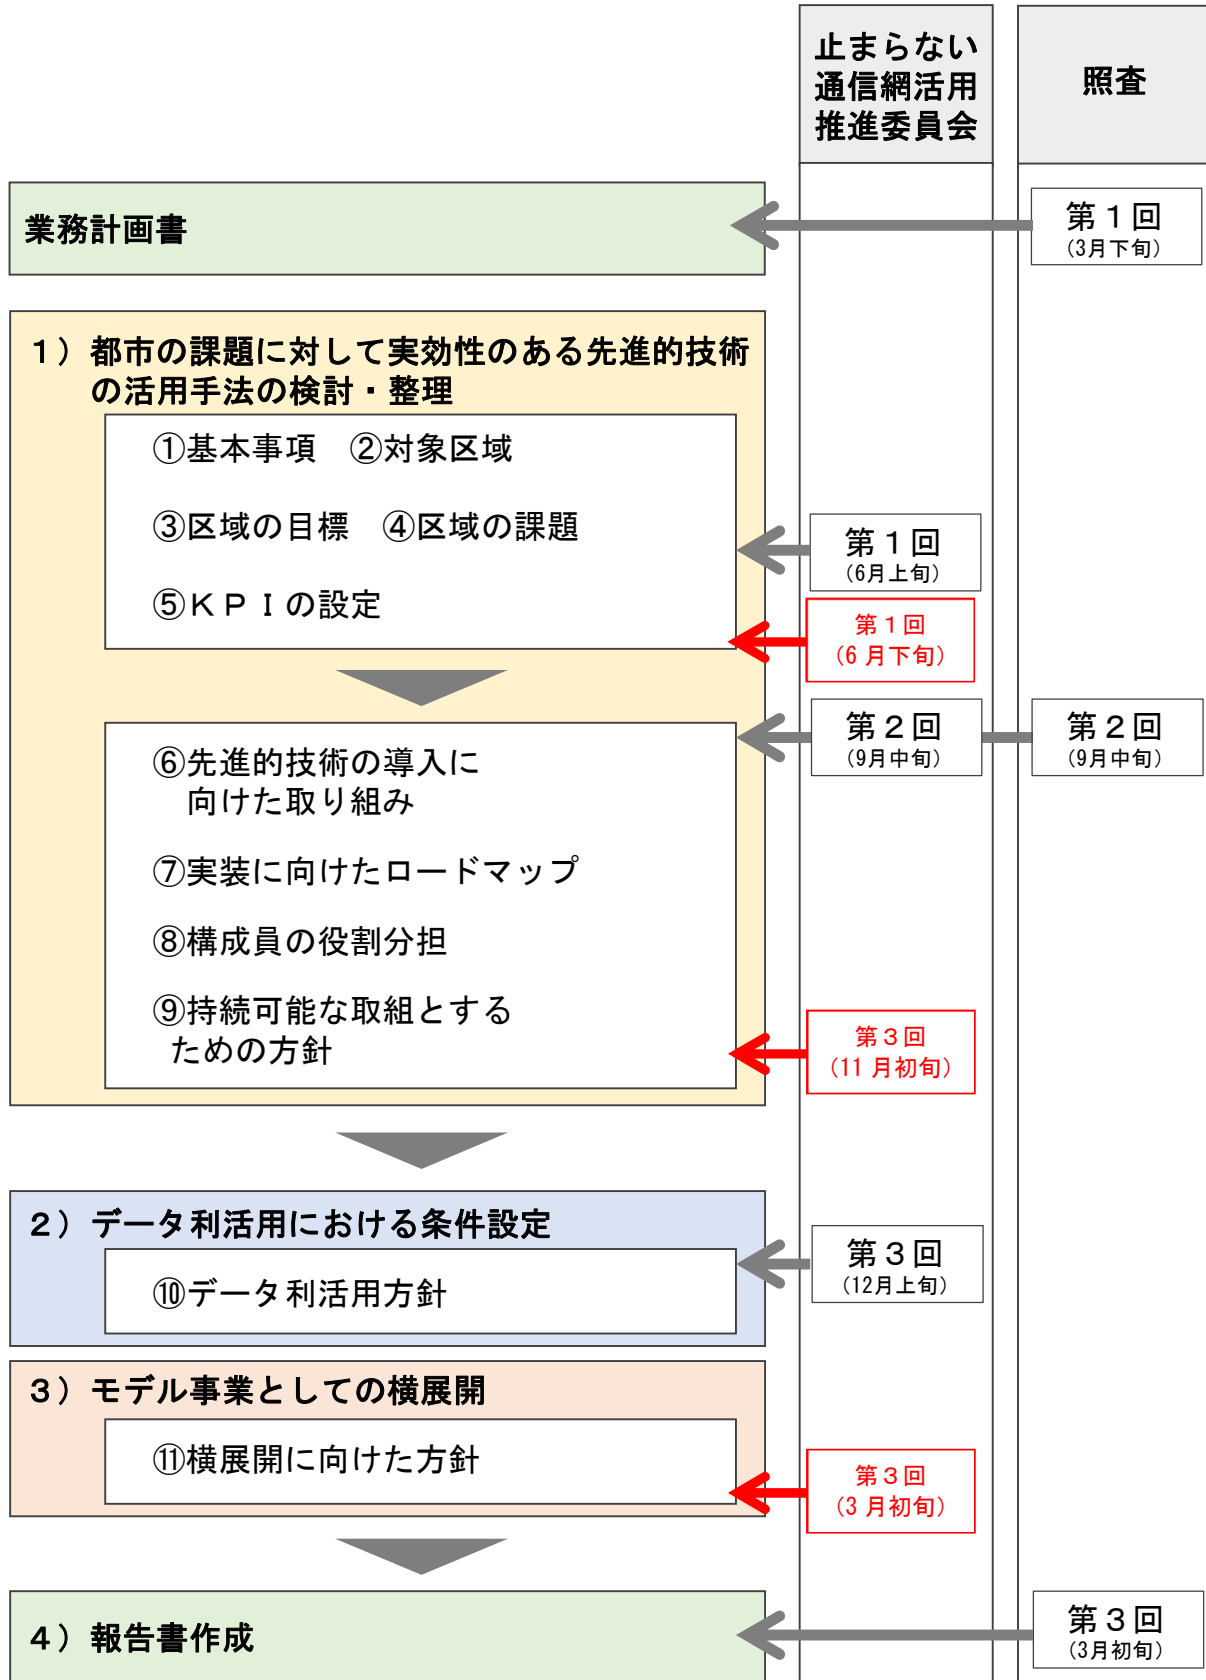 止まらない
通信網活用
推進委員会
照査
業務計画書
第１回
（3月下旬）
１）都市の課題に対して実効性のある先進的技術
の活用手法の検討・整理
①基本事項　②対象区域
③区域の目標　④区域の課題
⑤ＫＰＩの設定
第１回
（6月上旬）
第１回
（6 月下旬）
⑥先進的技術の導入に
向けた取り組み
⑦実装に向けたロードマップ
⑧構成員の役割分担
⑨持続可能な取組とする
ための方針
第２回
（9月中旬）
第２回
（9月中旬）
第３回
（11 月初旬）
２）データ利活用における条件設定
⑩データ利活用方針
第３回
（12月上旬）
３）モデル事業としての横展開
⑪横展開に向けた方針
第３回
（3 月初旬）
４）報告書作成
第３回
（3月初旬）